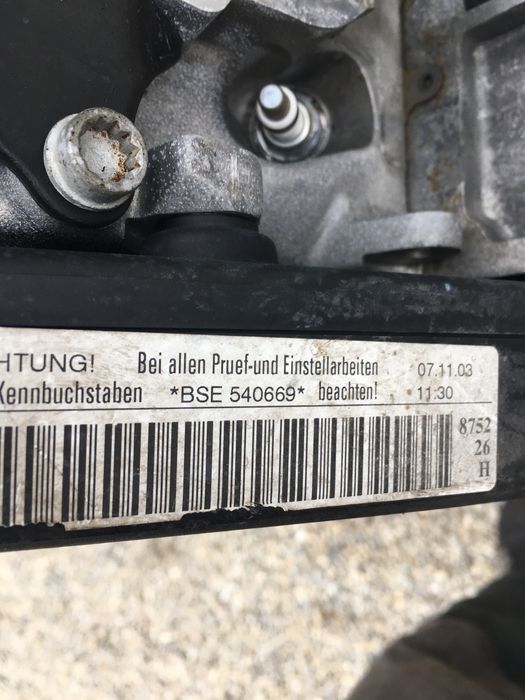 HTUNG! Bei allen Pruef-und Einstellarbeiten 07.11.03
Kennbuchstaben *BSE 540669* beachten! 11:30
8752
26
H